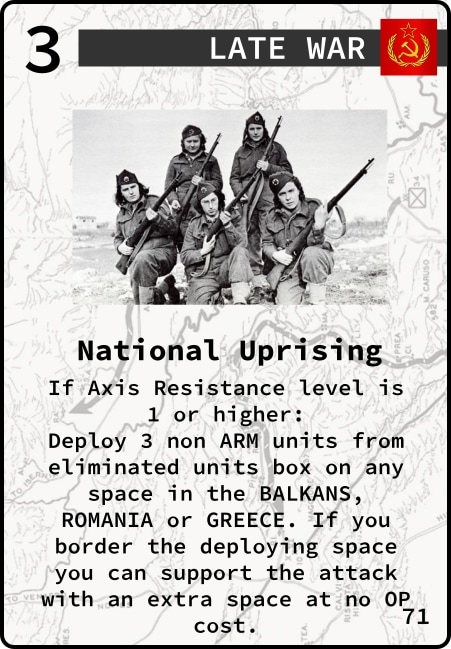 3
LATE WAR
National Uprising
If Axis Resistance level is
1 or higher:
Deploy 3 non ARM units from
eliminated units box on any
space in the BALKANS,
ROMANIA or GREECE. If you
border the deploying space
you can support the attack
with an extra space at no OP
cost.
71